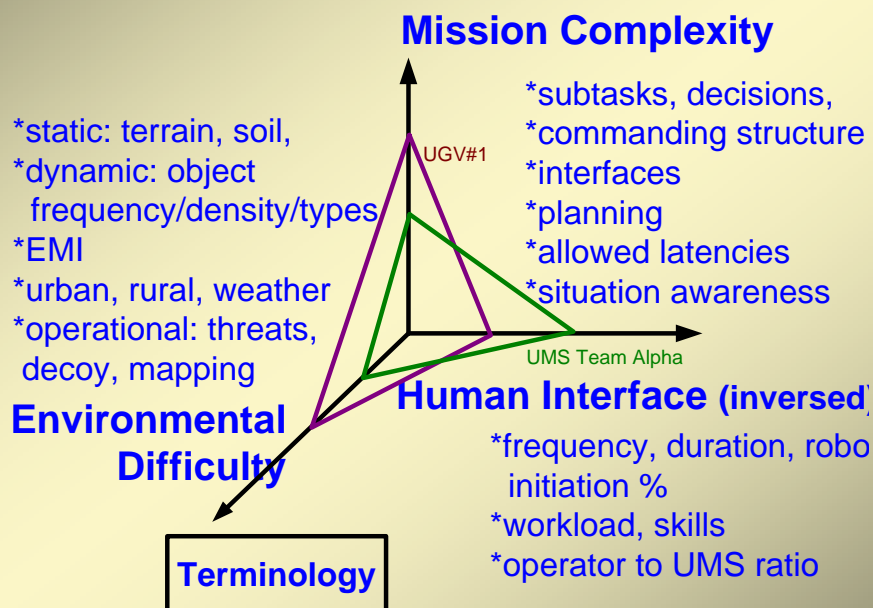 Mission Complexity
*subtasks, decisions,
*commanding structure
*interfaces
*planning
*allowed latencies
*situation awareness
*static: terrain, soil,
*dynamic: object
frequency/density/types
*EMI
*urban, rural, weather
*operational: threats,
decoy, mapping
UGV#1
UMS Team Alpha
Environmental
Difficulty
Human Interface (inversed)
*frequency, duration, robo
initiation %
*workload, skills
*operator to UMS ratio
Terminology